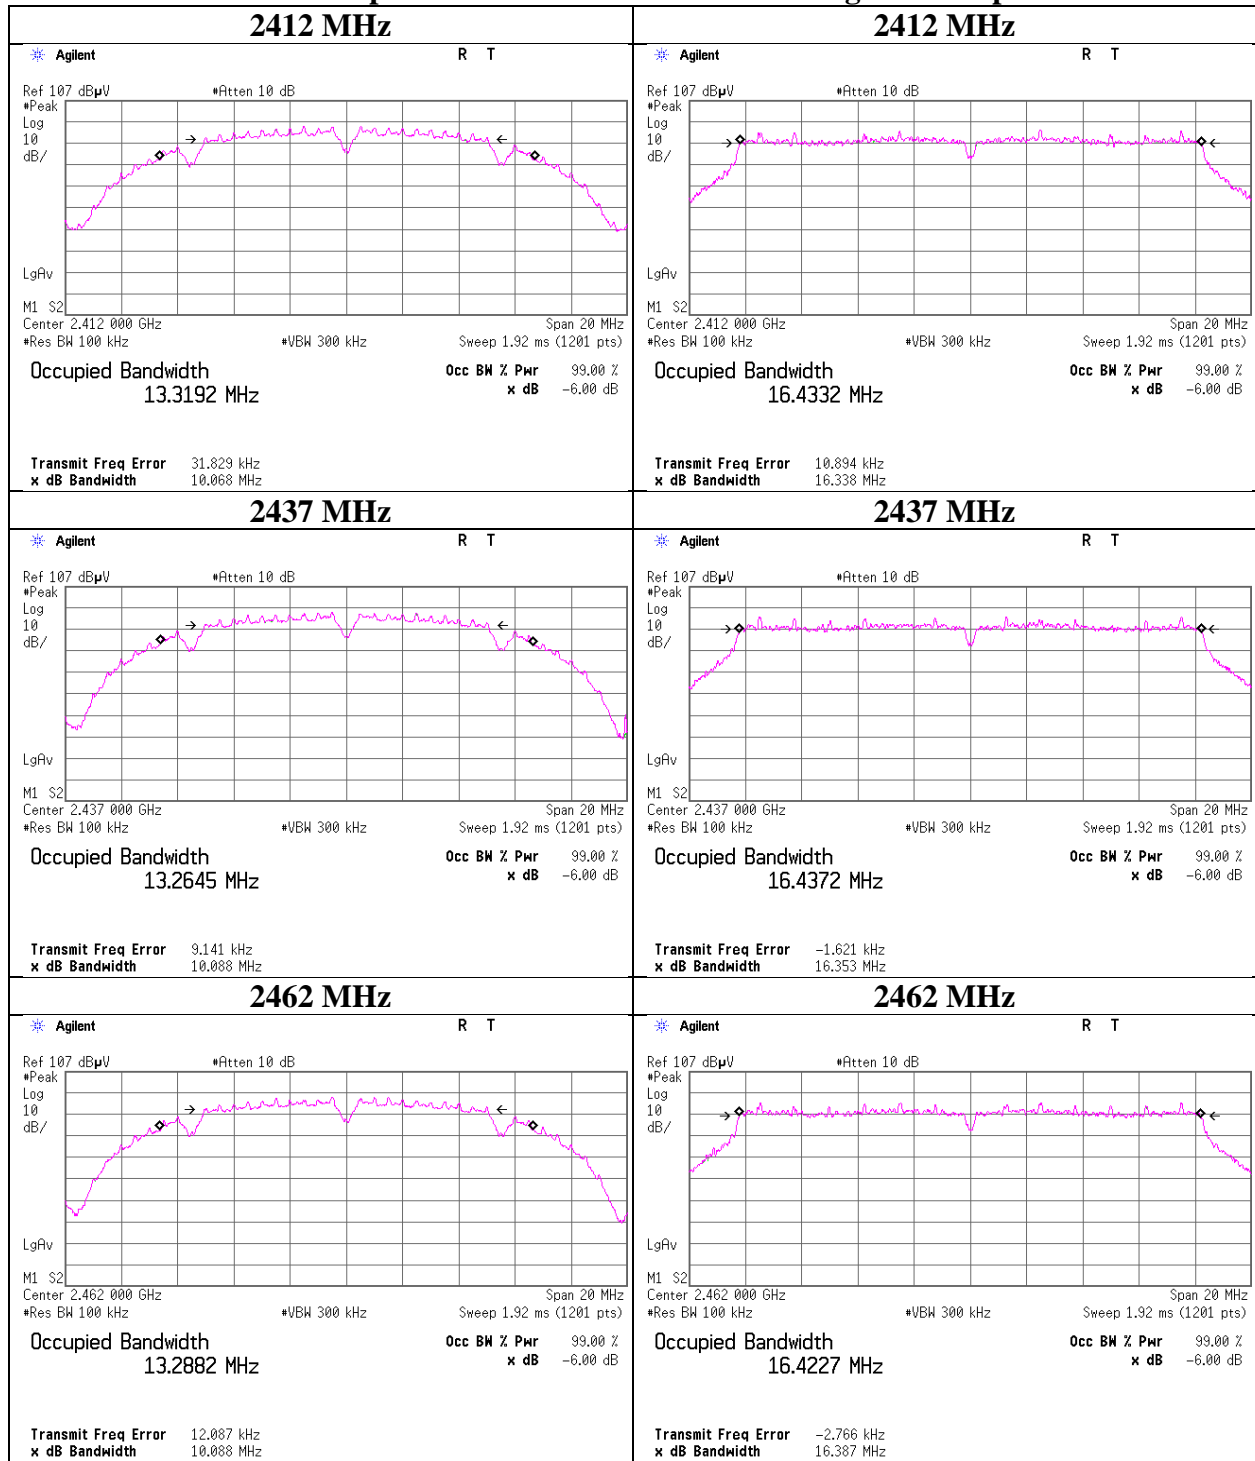 2412 MHz
Agilent R T
Ref 107 dBµV #Atten 10 dB
#Peak
Log
10
dB/
LgAv
M1 S2
Center 2.412 000 GHz Span 20 MHz
#Res BW 100 kHz #VBW 300 kHz Sweep 1.92 ms (1201 pts)
Occupied Bandwidth Occ BW % Pwr 99.00 %
13.3192 MHz x dB -6.00 dB
Transmit Freq Error 31.829 kHz
x dB Bandwidth 10.068 MHz
2412 MHz
Agilent R T
Ref 107 dBµV #Atten 10 dB
#Peak
Log
10
dB/
LgAv
M1 S2
Center 2.412 000 GHz Span 20 MHz
#Res BW 100 kHz #VBW 300 kHz Sweep 1.92 ms (1201 pts)
Occupied Bandwidth Occ BW % Pwr 99.00 %
16.4332 MHz x dB -6.00 dB
Transmit Freq Error 10.894 kHz
x dB Bandwidth 16.338 MHz
2437 MHz
Agilent R T
Ref 107 dBµV #Atten 10 dB
#Peak
Log
10
dB/
LgAv
M1 S2
Center 2.437 000 GHz Span 20 MHz
#Res BW 100 kHz #VBW 300 kHz Sweep 1.92 ms (1201 pts)
Occupied Bandwidth Occ BW % Pwr 99.00 %
13.2645 MHz x dB -6.00 dB
Transmit Freq Error 9.141 kHz
x dB Bandwidth 10.088 MHz
2437 MHz
Agilent R T
Ref 107 dBµV #Atten 10 dB
#Peak
Log
10
dB/
LgAv
M1 S2
Center 2.437 000 GHz Span 20 MHz
#Res BW 100 kHz #VBW 300 kHz Sweep 1.92 ms (1201 pts)
Occupied Bandwidth Occ BW % Pwr 99.00 %
16.4372 MHz x dB -6.00 dB
Transmit Freq Error -1.621 kHz
x dB Bandwidth 16.353 MHz
2462 MHz
Agilent R T
Ref 107 dBµV #Atten 10 dB
#Peak
Log
10
dB/
LgAv
M1 S2
Center 2.462 000 GHz Span 20 MHz
#Res BW 100 kHz #VBW 300 kHz Sweep 1.92 ms (1201 pts)
Occupied Bandwidth Occ BW % Pwr 99.00 %
13.2882 MHz x dB -6.00 dB
Transmit Freq Error 12.087 kHz
x dB Bandwidth 10.088 MHz
2462 MHz
Agilent R T
Ref 107 dBµV #Atten 10 dB
#Peak
Log
10
dB/
LgAv
M1 S2
Center 2.462 000 GHz Span 20 MHz
#Res BW 100 kHz #VBW 300 kHz Sweep 1.92 ms (1201 pts)
Occupied Bandwidth Occ BW % Pwr 99.00 %
16.4227 MHz x dB -6.00 dB
Transmit Freq Error -2.766 kHz
x dB Bandwidth 16.387 MHz